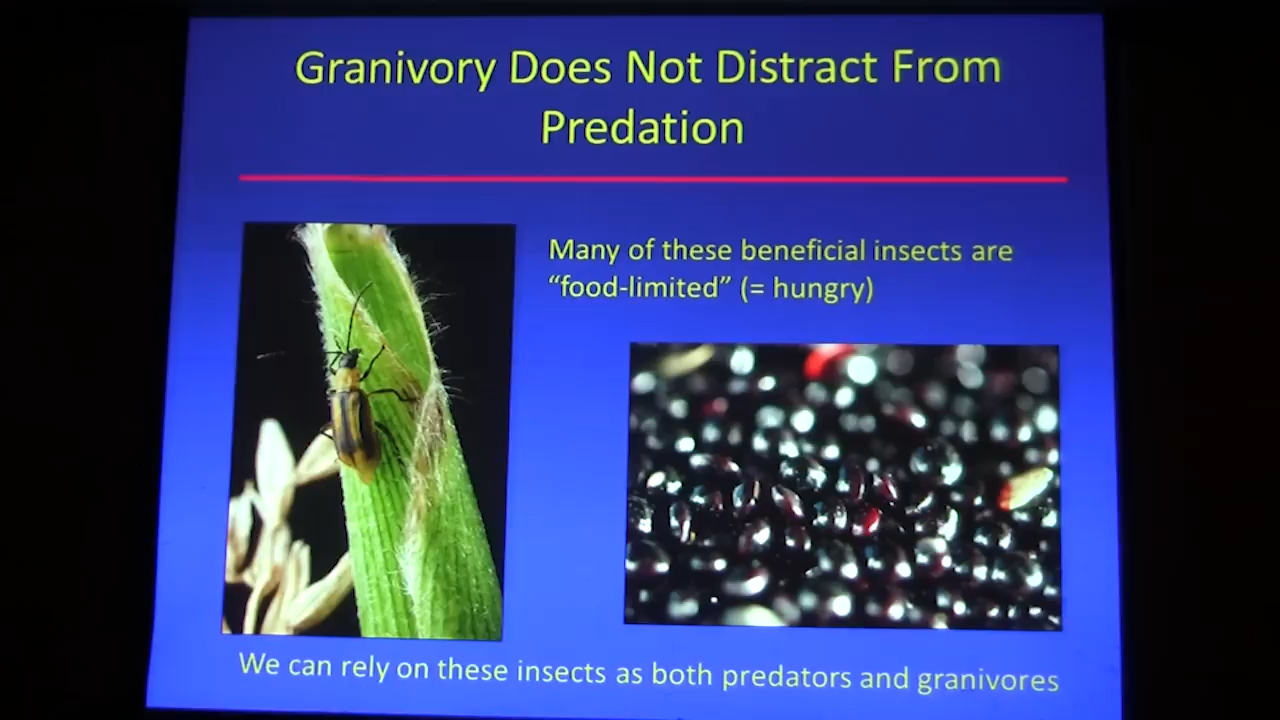 Granivory Does Not Distract From
Predation
Many of these beneficial insects are
“food-limited” (= hungry)
We can rely on these insects as both predators and granivores